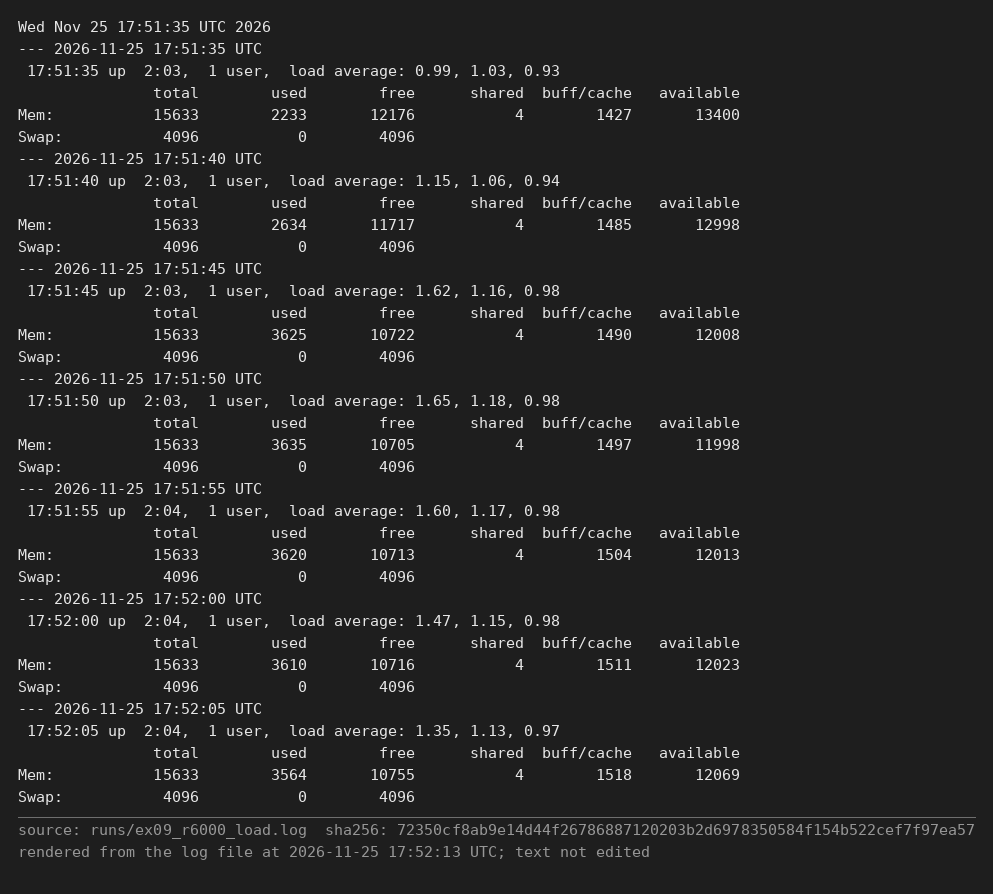 Wed Nov 25 17:51:35 UTC 2026
--- 2026-11-25 17:51:35 UTC
 17:51:35 up  2:03,  1 user,  load average: 0.99, 1.03, 0.93
               total        used        free      shared  buff/cache   available
Mem:           15633        2233       12176           4        1427       13400
Swap:           4096           0        4096
--- 2026-11-25 17:51:40 UTC
 17:51:40 up  2:03,  1 user,  load average: 1.15, 1.06, 0.94
               total        used        free      shared  buff/cache   available
Mem:           15633        2634       11717           4        1485       12998
Swap:           4096           0        4096
--- 2026-11-25 17:51:45 UTC
 17:51:45 up  2:03,  1 user,  load average: 1.62, 1.16, 0.98
               total        used        free      shared  buff/cache   available
Mem:           15633        3625       10722           4        1490       12008
Swap:           4096           0        4096
--- 2026-11-25 17:51:50 UTC
 17:51:50 up  2:03,  1 user,  load average: 1.65, 1.18, 0.98
               total        used        free      shared  buff/cache   available
Mem:           15633        3635       10705           4        1497       11998
Swap:           4096           0        4096
--- 2026-11-25 17:51:55 UTC
 17:51:55 up  2:04,  1 user,  load average: 1.60, 1.17, 0.98
               total        used        free      shared  buff/cache   available
Mem:           15633        3620       10713           4        1504       12013
Swap:           4096           0        4096
--- 2026-11-25 17:52:00 UTC
 17:52:00 up  2:04,  1 user,  load average: 1.47, 1.15, 0.98
               total        used        free      shared  buff/cache   available
Mem:           15633        3610       10716           4        1511       12023
Swap:           4096           0        4096
--- 2026-11-25 17:52:05 UTC
 17:52:05 up  2:04,  1 user,  load average: 1.35, 1.13, 0.97
               total        used        free      shared  buff/cache   available
Mem:           15633        3564       10755           4        1518       12069
Swap:           4096           0        4096
source: runs/ex09_r6000_load.log  sha256: 72350cf8ab9e14d44f26786887120203b2d6978350584f154b522cef7f97ea57
rendered from the log file at 2026-11-25 17:52:13 UTC; text not edited